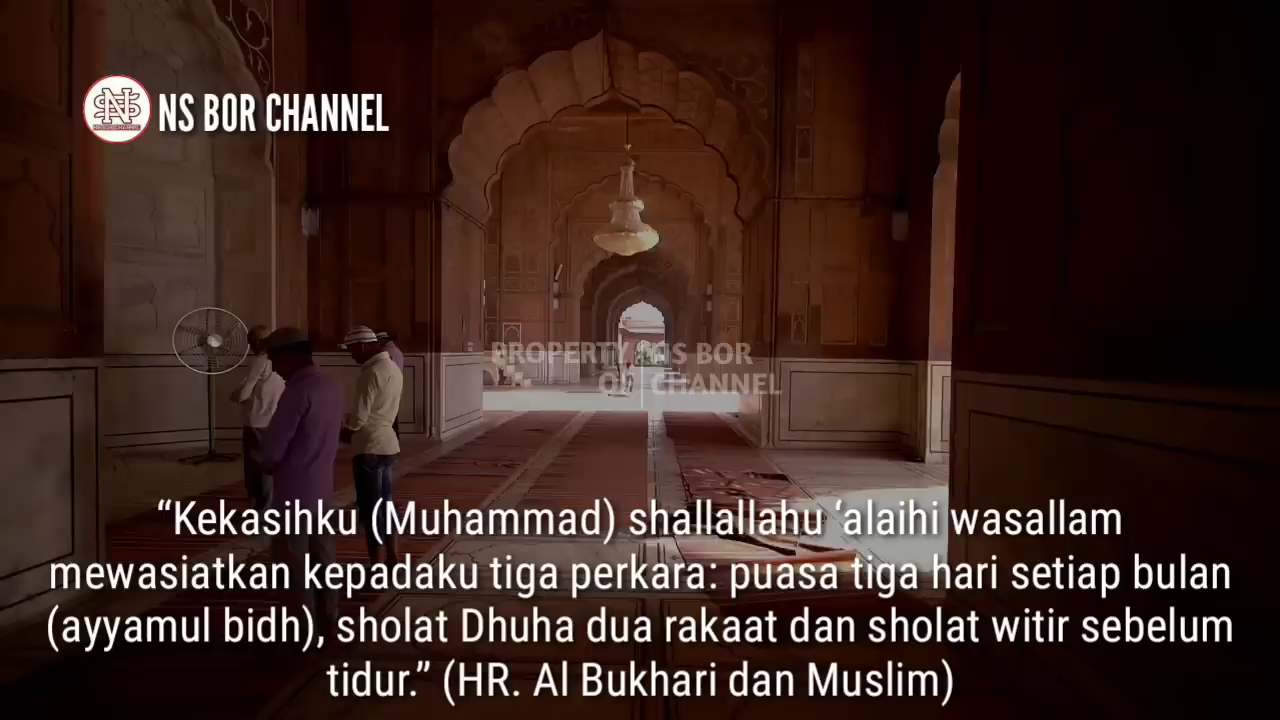 NS BOR CHANNEL
PROPERTY NS BOR
OF CHANNEL
“Kekasihku (Muhammad) shallallahu ‘alaihi wasallam
mewasiatkan kepadaku tiga perkara: puasa tiga hari setiap bulan
(ayyamul bidh), sholat Dhuha dua rakaat dan sholat witir sebelum
tidur.” (HR. Al Bukhari dan Muslim)